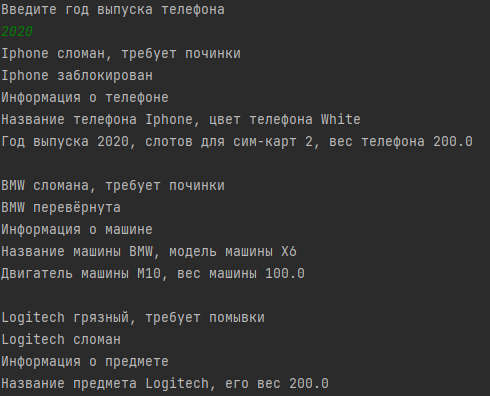 Введите год выпуска телефона
2020
Iphone сломан, требует починки
Iphone заблокирован
Информация о телефоне
Название телефона Iphone, цвет телефона White
Год выпуска 2020, слотов для сим-карт 2, вес телефона 200.0
BMW сломана, требует починки
BMW перевёрнута
Информация о машине
Название машины BMW, модель машины X6
Двигатель машины M10, вес машины 100.0
Logitech грязный, требует помывки
Logitech сломан
Информация о предмете
Название предмета Logitech, его вес 200.0